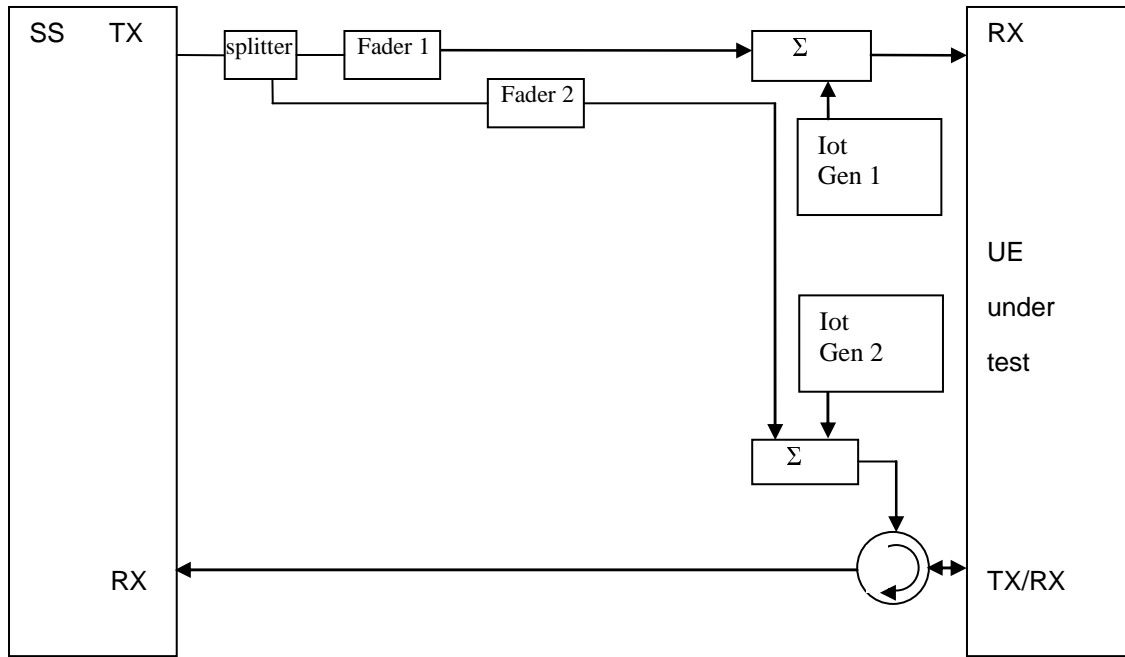 SS TX
splitter
Fader 1
Σ
RX
Fader 2
Iot
Gen 1
UE
under
test
Iot
Gen 2
Σ
RX
TX/RX